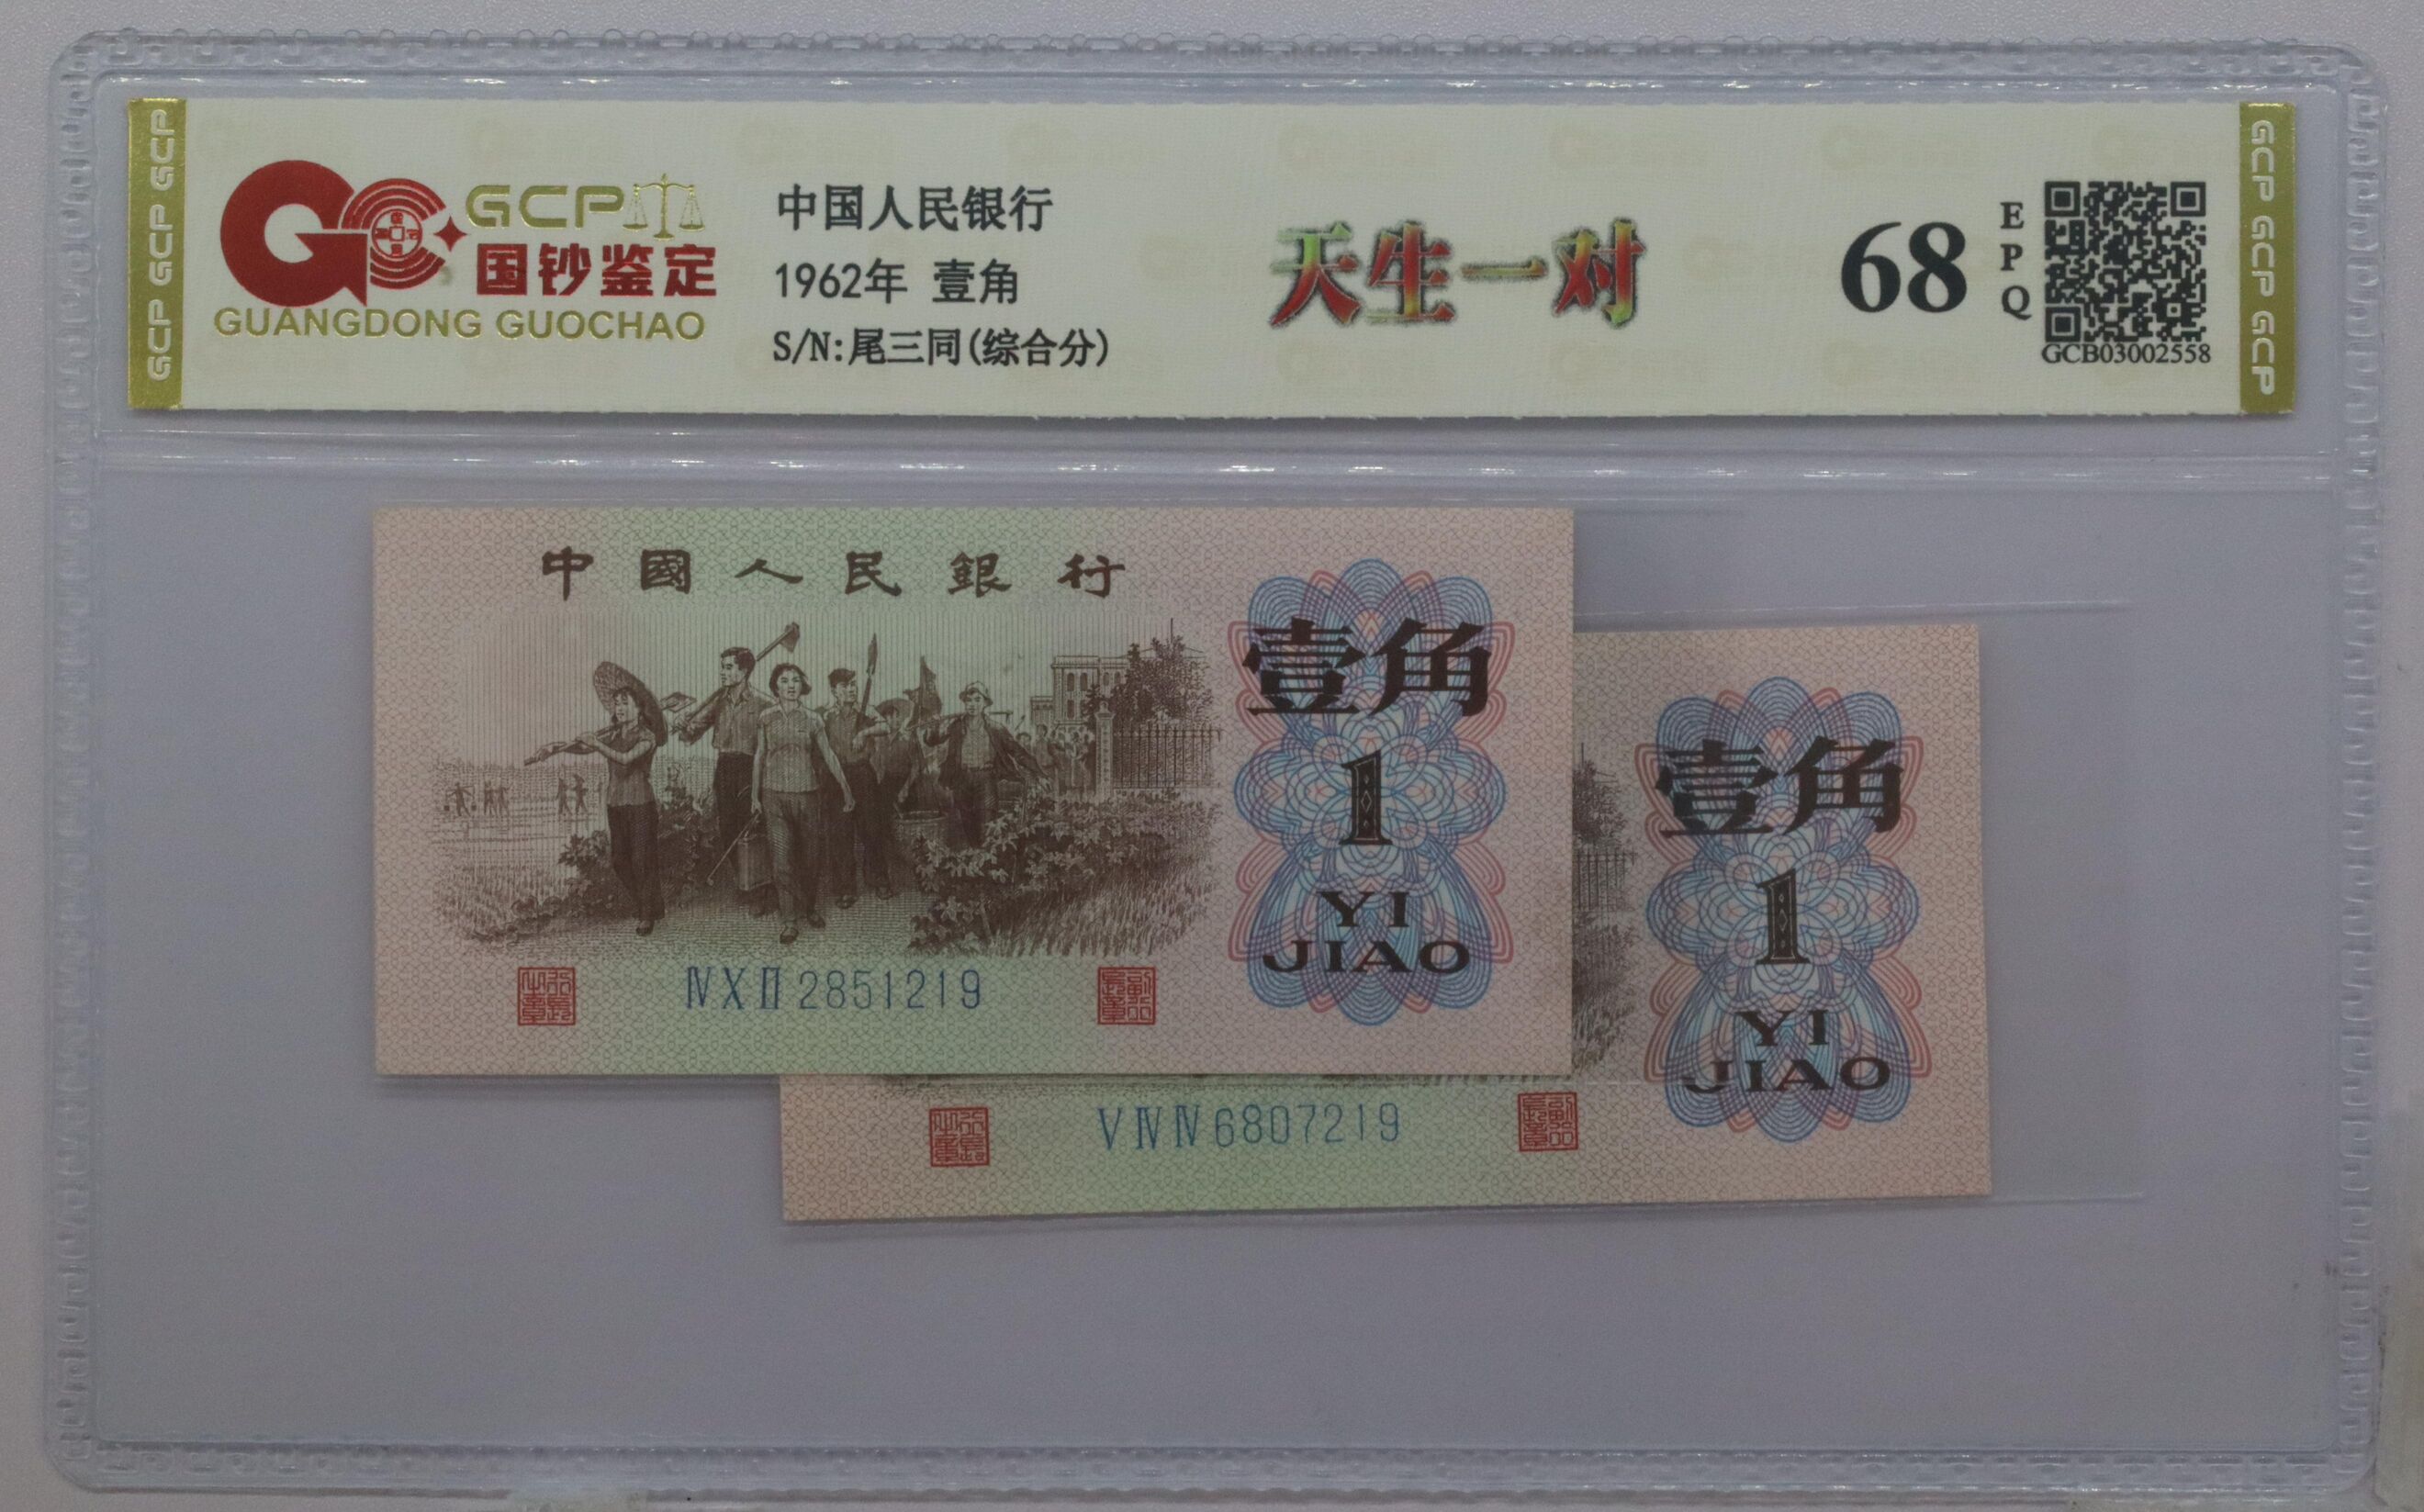 GCP GCP GCP
GCP
国钞鉴定
GUANGDONG GUOCHAO
中国人民银行
1962年 壹角
S/N:尾三同(综合分)
天生一对
68
EPQ
GCB03002558
GCP GCP GCP
中國人民銀行
壹角
1
YI
JIAO
ⅣⅩⅡ2851219
壹角
1
YI
JIAO
ⅤⅣⅣ6807219